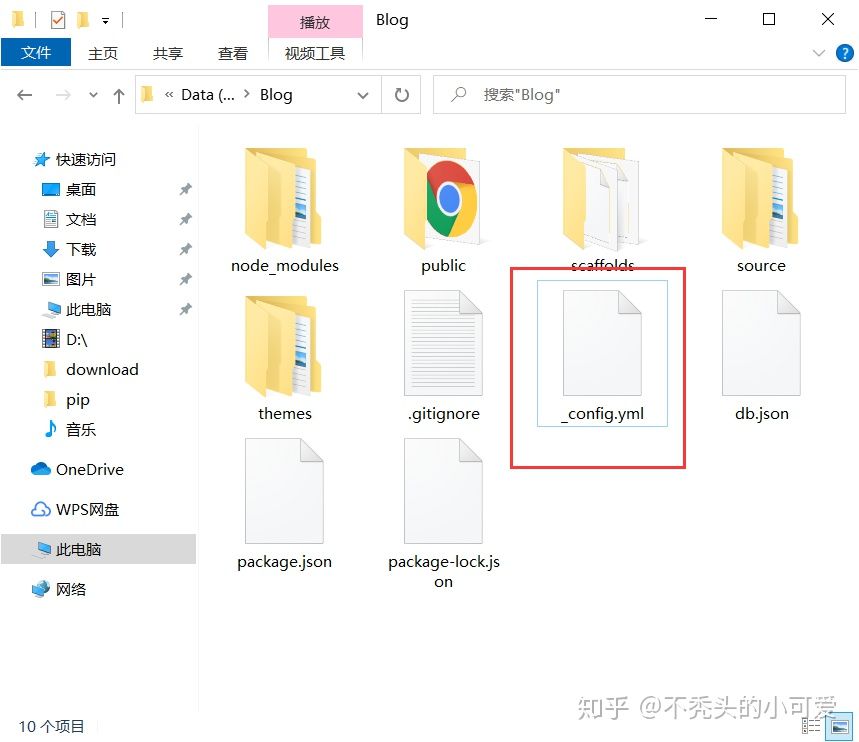 播放
Blog
文件
主页
共享
查看
视频工具
?
« Data (... > Blog
搜索"Blog"
快速访问
桌面
文档
下载
图片
此电脑
D:\
download
pip
音乐
OneDrive
WPS网盘
此电脑
网络
node_modules
public
scaffolds
source
themes
.gitignore
_config.yml
db.json
package.json
package-lock.js
on
10 个项目
知乎 @不秃头的小可爱